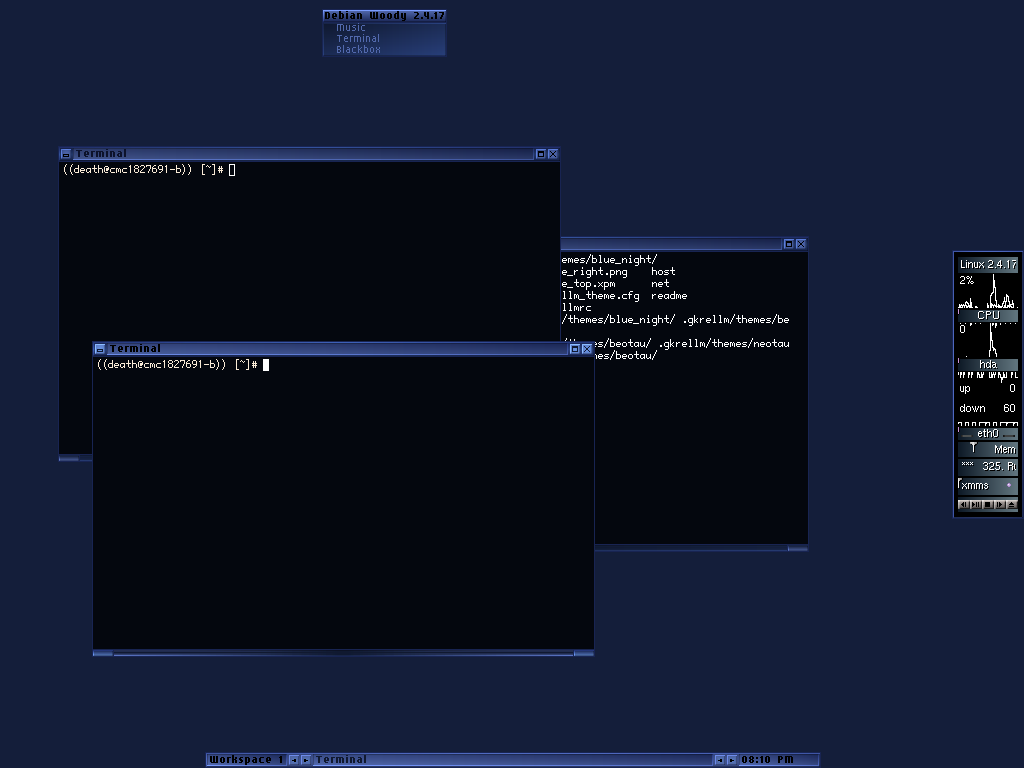 Debian Woody 2.4.17
Music
Terminal
Blackbox
Terminal
((death@cmc1827691-b)) [~]#
emes/blue_night/
e_right.png host
e_top.xpm net
llm_theme.cfg readme
llmrc
/themes/blue_night/ .gkrellm/themes/be
es/beotau/ .gkrellm/themes/neotau
mes/beotau/
Terminal
((death@cmc1827691-b)) [~]#
Linux 2.4.17
2%
CPU
0
hda
up 0
down 60
eth0
Mem
*** 325. Ru
xmms
Workspace 1
Terminal
08:10 PM